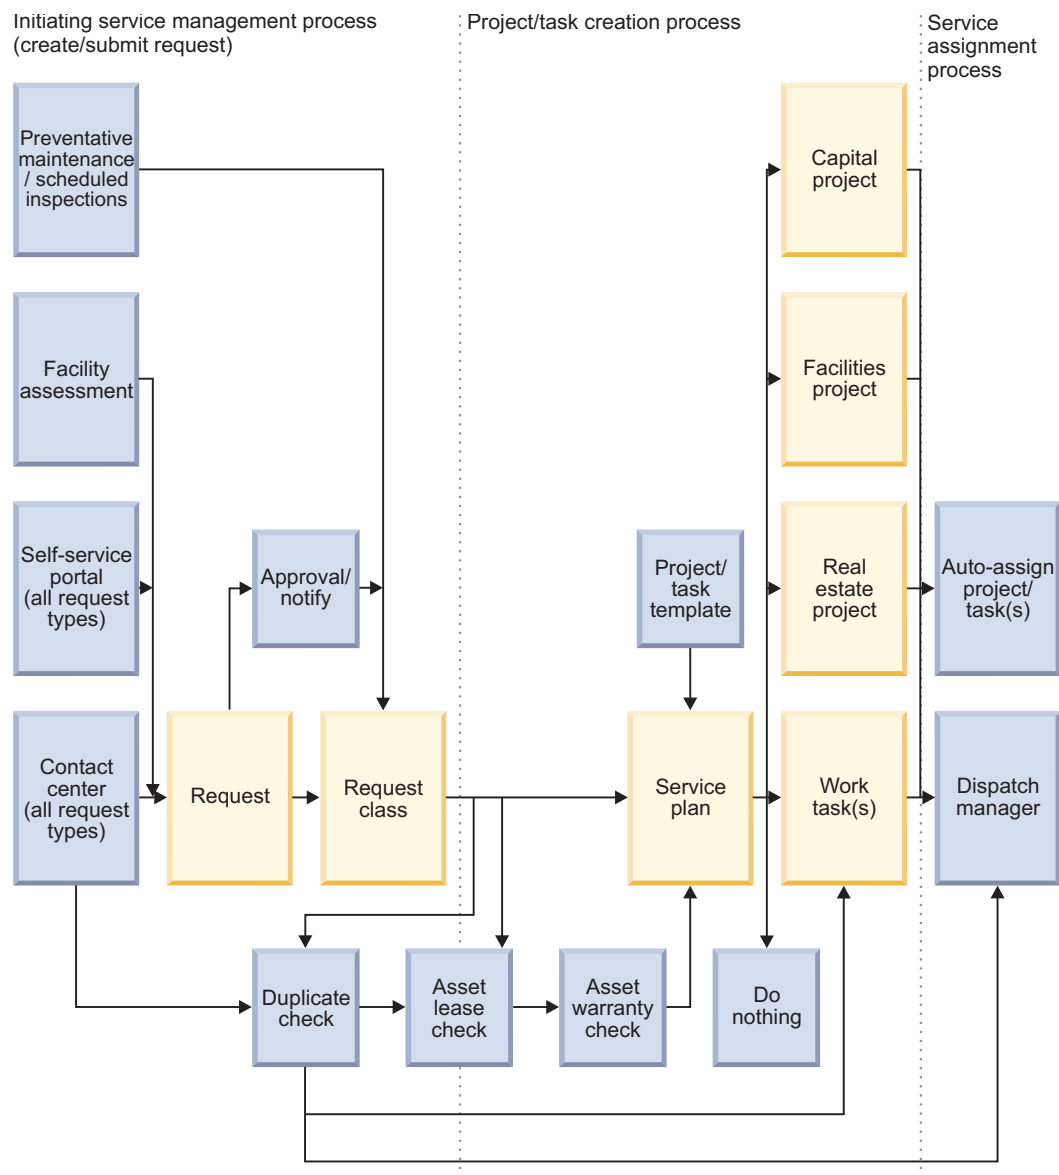 Initiating service management process
(create/submit request)
Project/task creation process
Service
assignment
process
Preventative
maintenance
/ scheduled
inspections
Capital
project
Facility
assessment
Facilities
project
Self-service
portal
(all request
types)
Approval/
notify
Project/
task
template
Real
estate
project
Auto-assign
project/
task(s)
Contact
center
(all request
types)
Request
Request
class
Service
plan
Work
task(s)
Dispatch
manager
Duplicate
check
Asset
lease
check
Asset
warranty
check
Do
nothing